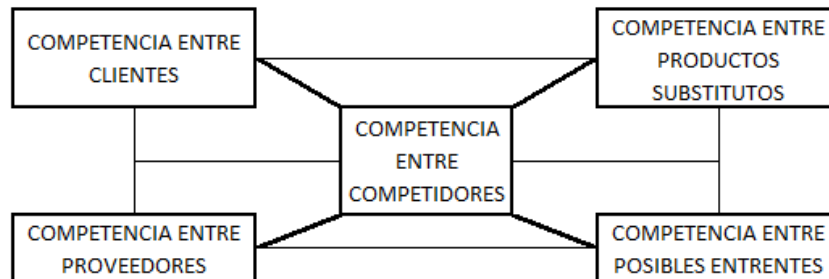 COMPETENCIA ENTRE
CLIENTES
COMPETENCIA ENTRE
PRODUCTOS
SUBSTITUTOS
COMPETENCIA
ENTRE
COMPETIDORES
COMPETENCIA ENTRE
PROVEEDORES
COMPETENCIA ENTRE
POSIBLES ENTRENTES